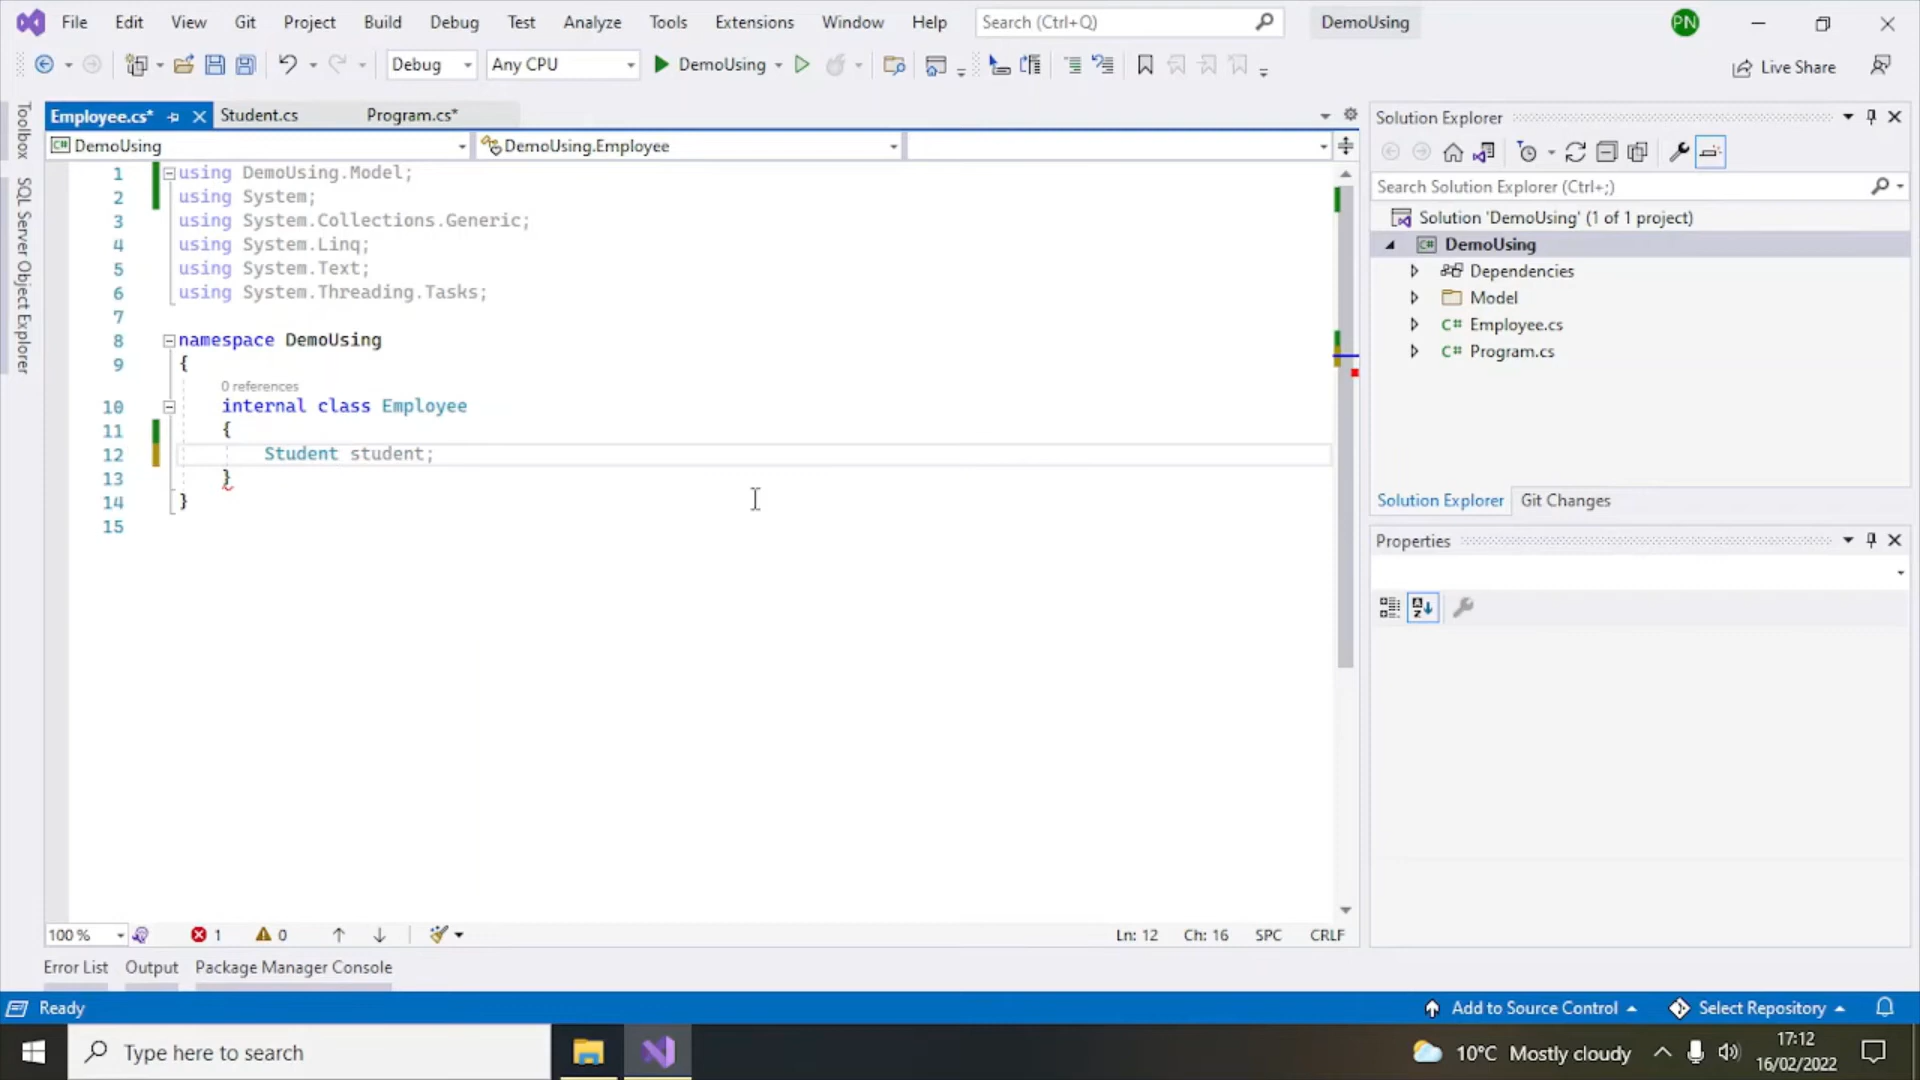 File Edit View Git Project Build Debug Test Analyze Tools Extensions Window Help Search (Ctrl+Q) DemoUsing PN
Debug Any CPU DemoUsing Live Share
Toolbox
SQL Server Object Explorer
Employee.cs* Student.cs Program.cs*
DemoUsing DemoUsing.Employee
1 using DemoUsing.Model;
2 using System;
3 using System.Collections.Generic;
4 using System.Linq;
5 using System.Text;
6 using System.Threading.Tasks;
7
8 namespace DemoUsing
9 {
0 references
10 internal class Employee
11 {
12 Student student;
13 }
14 }
15
100 % 1 0 Ln: 12 Ch: 16 SPC CRLF
Error List Output Package Manager Console
Solution Explorer
Search Solution Explorer (Ctrl+;)
Solution 'DemoUsing' (1 of 1 project)
C# DemoUsing
Dependencies
Model
C# Employee.cs
C# Program.cs
Solution Explorer Git Changes
Properties
Ready Add to Source Control Select Repository
Type here to search 10°C Mostly cloudy 17:12
16/02/2022